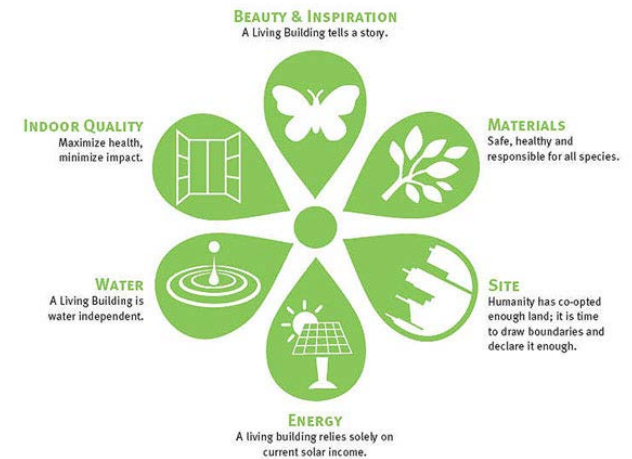 BEAUTY & INSPIRATION
A Living Building tells a story.
INDOOR QUALITY
Maximize health,
minimize impact.
MATERIALS
Safe, healthy and
responsible for all species.
WATER
A Living Building is
water independent.
SITE
Humanity has co-opted
enough land; it is time
to draw boundaries and
declare it enough.
ENERGY
A living building relies solely on
current solar income.